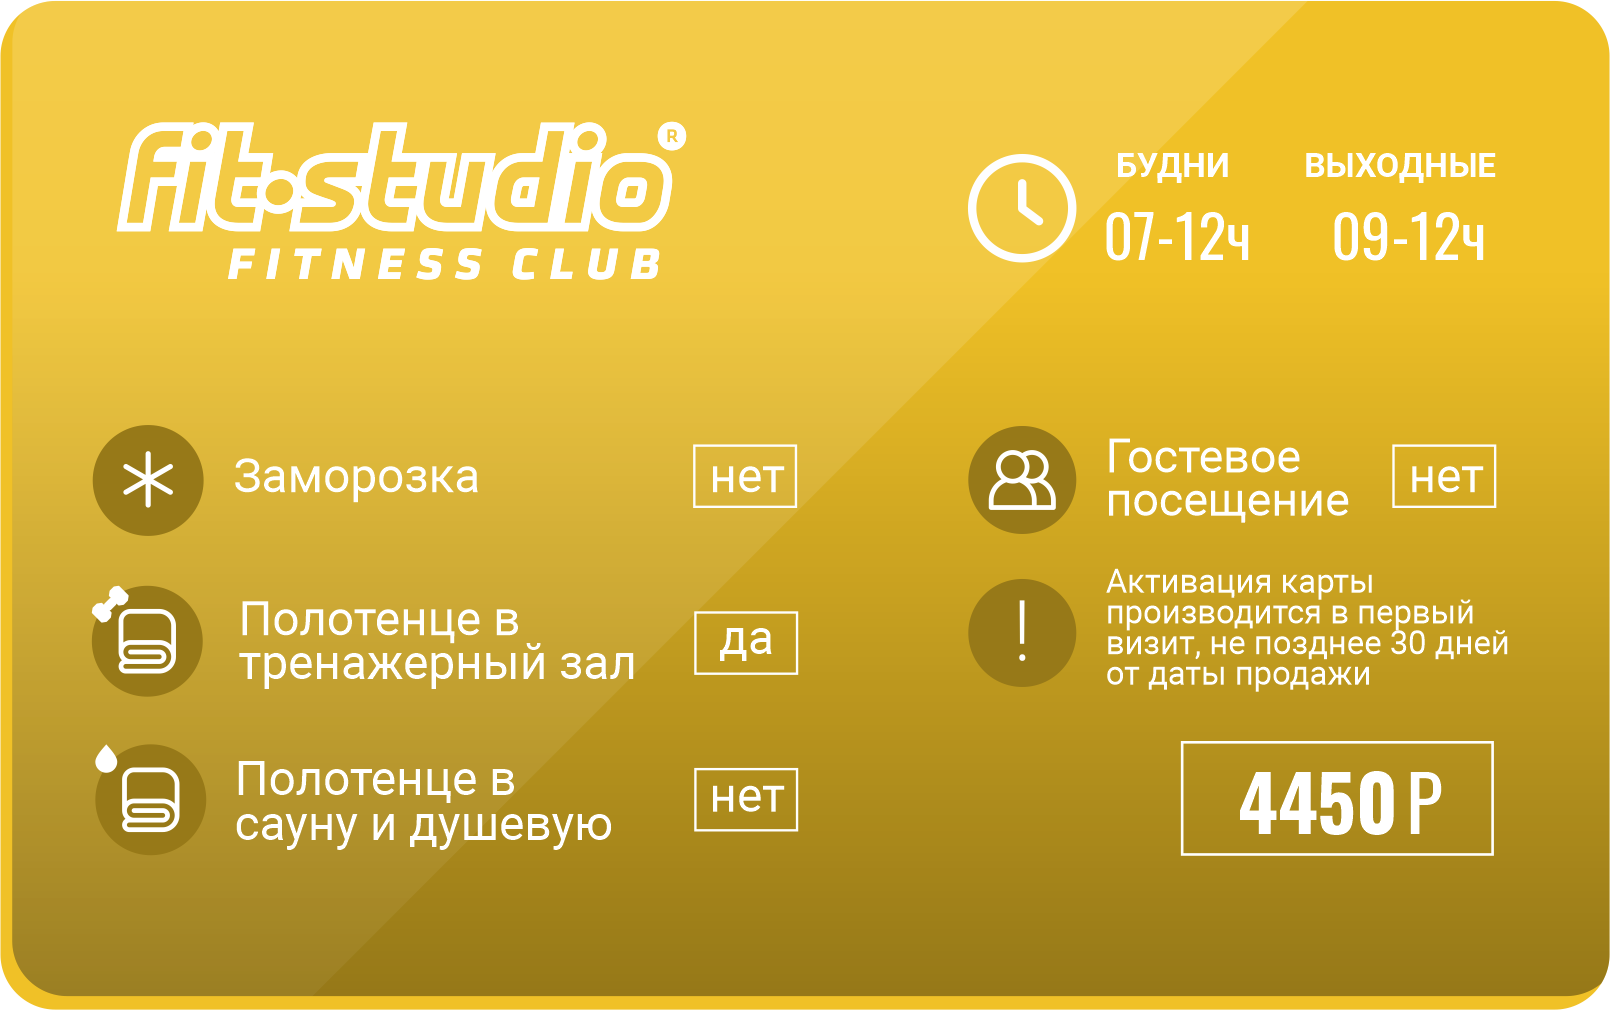 fit·studio ®
FITNESS CLUB
БУДНИ ВЫХОДНЫЕ
07-12ч 09-12ч
Заморозка нет
Полотенце в
тренажерный зал да
Полотенце в
сауну и душевую нет
Гостевое
посещение нет
Активация карты
производится в первый
визит, не позднее 30 дней
от даты продажи
4450 Р